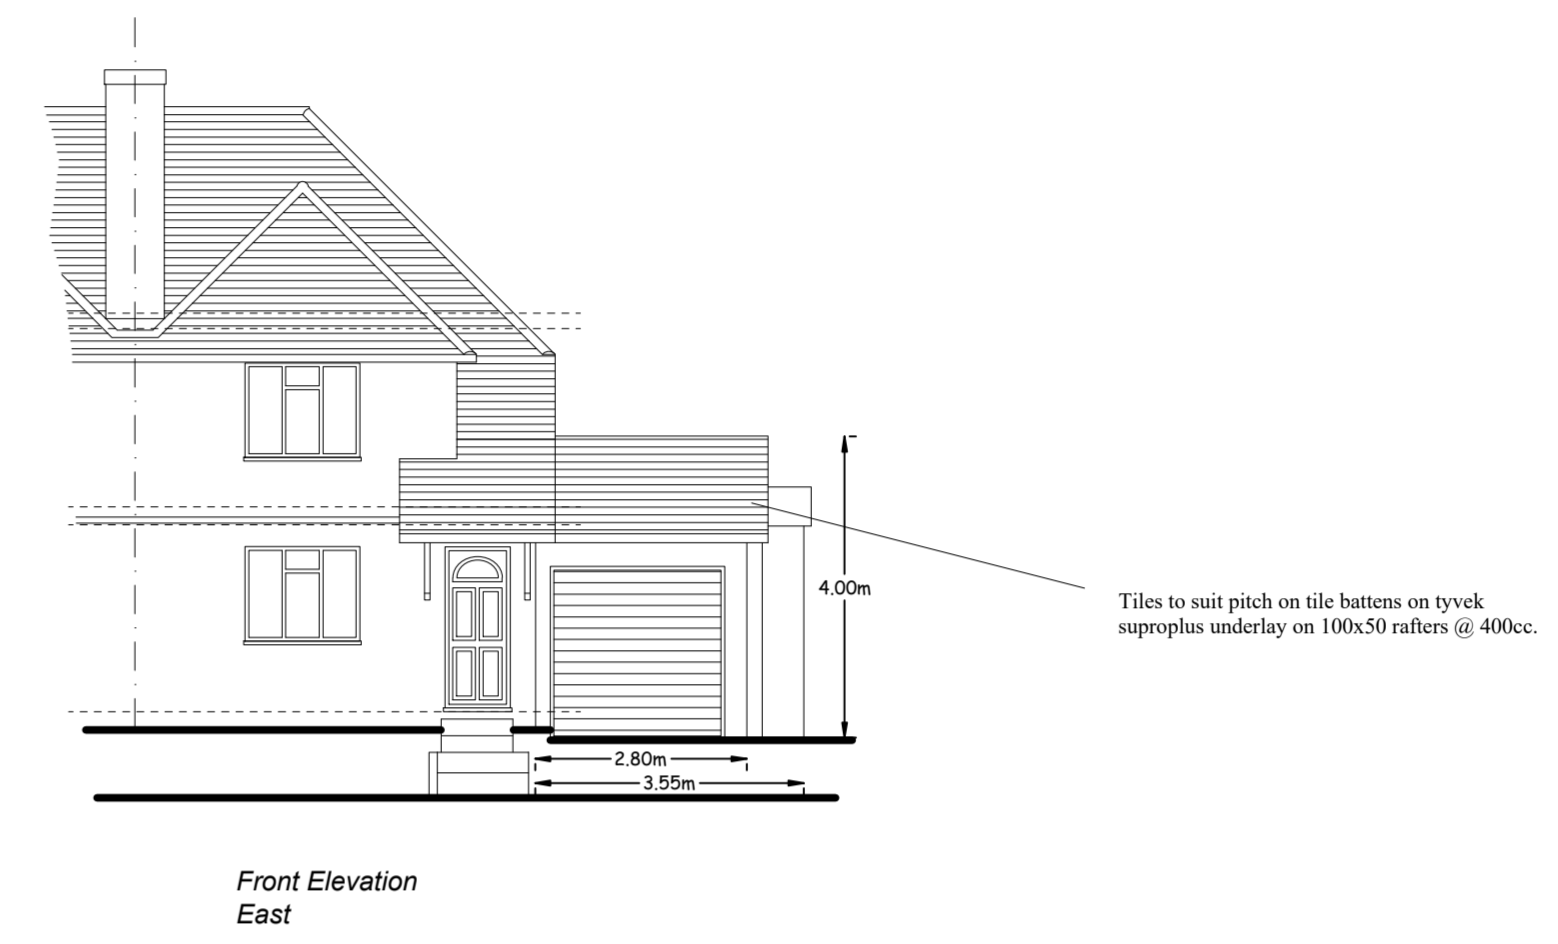 4.00m
Tiles to suit pitch on tile battens on tyvek
suproplus underlay on 100x50 rafters @ 400cc.
2.80m
3.55m
Front Elevation
East